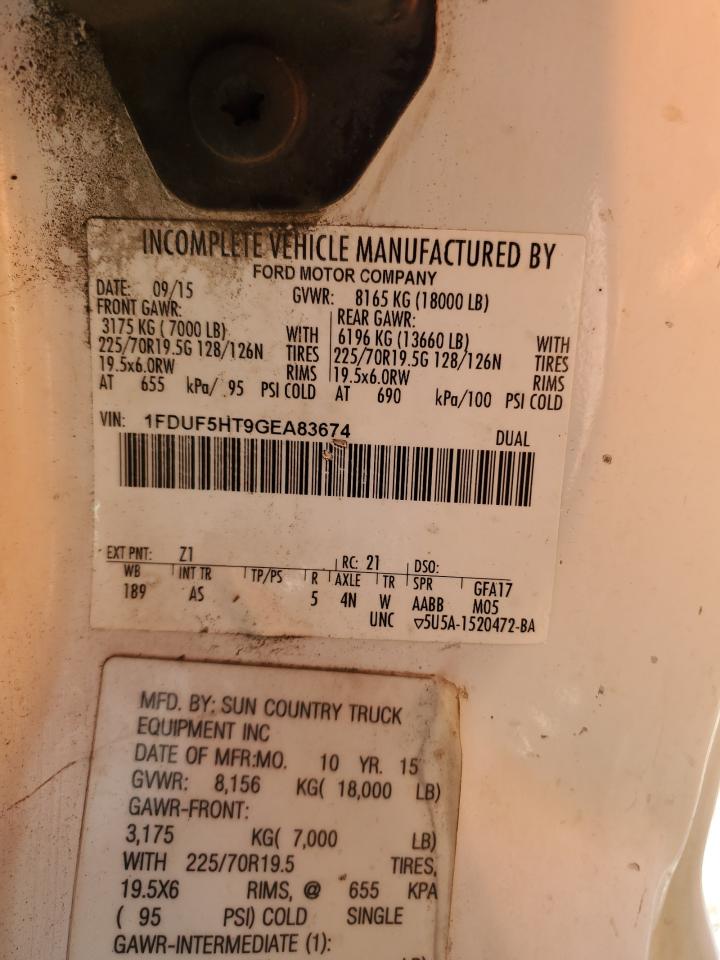 INCOMPLETE VEHICLE MANUFACTURED BY
FORD MOTOR COMPANY
DATE: 09/15 GVWR: 8165 KG (18000 LB)
FRONT GAWR: REAR GAWR:
3175 KG ( 7000 LB) WITH 6196 KG (13660 LB) WITH
225/70R19.5G 128/126N TIRES 225/70R19.5G 128/126N TIRES
19.5x6.0RW RIMS 19.5x6.0RW RIMS
AT 655 kPa/ 95 PSI COLD AT 690 kPa/100 PSI COLD
VIN: 1FDUF5HT9GEA83674 DUAL
EXT PNT: Z1 RC: 21 DSO:
WB INT TR TP/PS R AXLE TR SPR GFA17
189 AS 5 4N W AABB M05
UNC ▽5U5A-1520472-BA
MFD. BY: SUN COUNTRY TRUCK
EQUIPMENT INC
DATE OF MFR:MO. 10 YR. 15
GVWR: 8,156 KG( 18,000 LB)
GAWR-FRONT:
3,175 KG( 7,000 LB)
WITH 225/70R19.5 TIRES,
19.5X6 RIMS, @ 655 KPA
( 95 PSI) COLD SINGLE
GAWR-INTERMEDIATE (1):